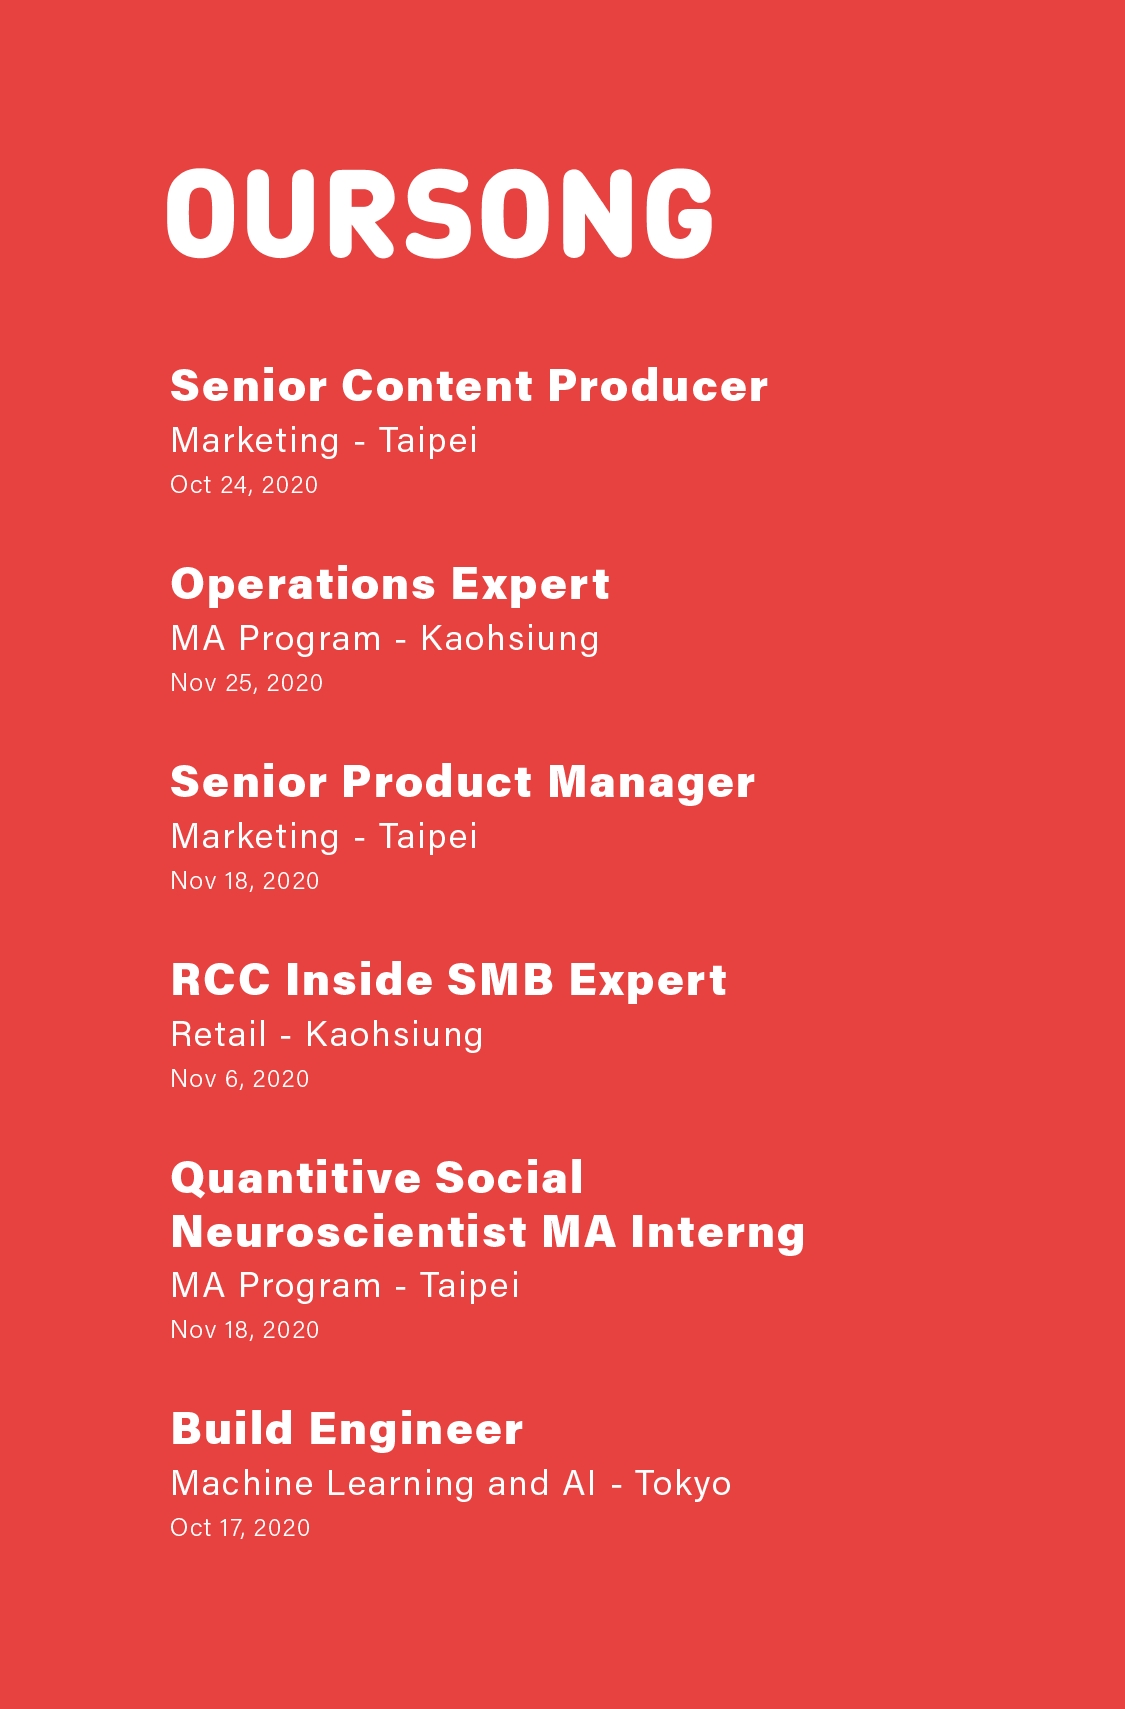 OURSONG
Senior Content Producer
Marketing - Taipei
Oct 24, 2020
Operations Expert
MA Program - Kaohsiung
Nov 25, 2020
Senior Product Manager
Marketing - Taipei
Nov 18, 2020
RCC Inside SMB Expert
Retail - Kaohsiung
Nov 6, 2020
Quantitive Social
Neuroscientist MA Interng
MA Program - Taipei
Nov 18, 2020
Build Engineer
Machine Learning and AI - Tokyo
Oct 17, 2020